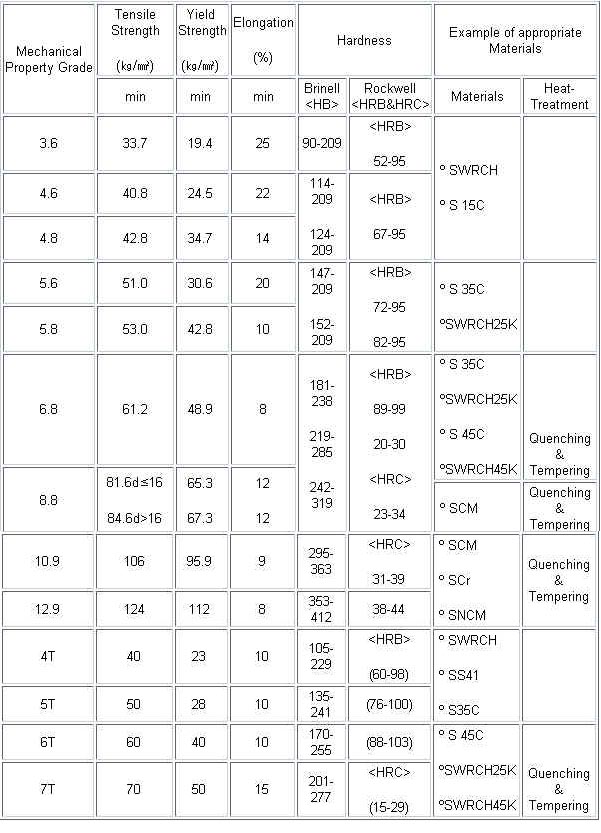 Mechanical
Property Grade
Tensile
Strength
(㎏/㎟)
Yield
Strength
(㎏/㎟)
Elongation
(%)
Hardness
Example of appropriate
Materials
min
min
min
Brinell
<HB>
Rockwell
<HRB&HRC>
Materials
Heat-
Treatment
3.6
33.7
19.4
25
90-209
<HRB>
52-95
º SWRCH
º S 15C
4.6
40.8
24.5
22
114-
209
<HRB>
67-95
4.8
42.8
34.7
14
124-
209
5.6
51.0
30.6
20
147-
209
<HRB>
72-95
º S 35C
ºSWRCH25K
5.8
53.0
42.8
10
152-
209
82-95
6.8
61.2
48.9
8
181-
238
219-
285
242-
319
<HRB>
89-99
20-30
<HRC>
23-34
º S 35C
ºSWRCH25K
º S 45C
ºSWRCH45K
Quenching
&
Tempering
8.8
81.6d≤16
84.6d>16
65.3
67.3
12
12
º SCM
Quenching
&
Tempering
10.9
106
95.9
9
295-
363
<HRC>
31-39
º SCM
º SCr
º SNCM
Quenching
&
Tempering
12.9
124
112
8
353-
412
38-44
4T
40
23
10
105-
229
<HRB>
(60-98)
º SWRCH
º SS41
º S35C
5T
50
28
10
135-
241
(76-100)
6T
60
40
10
170-
255
(88-103)
º S 45C
ºSWRCH25K
ºSWRCH45K
Quenching
&
Tempering
7T
70
50
15
201-
277
<HRC>
(15-29)